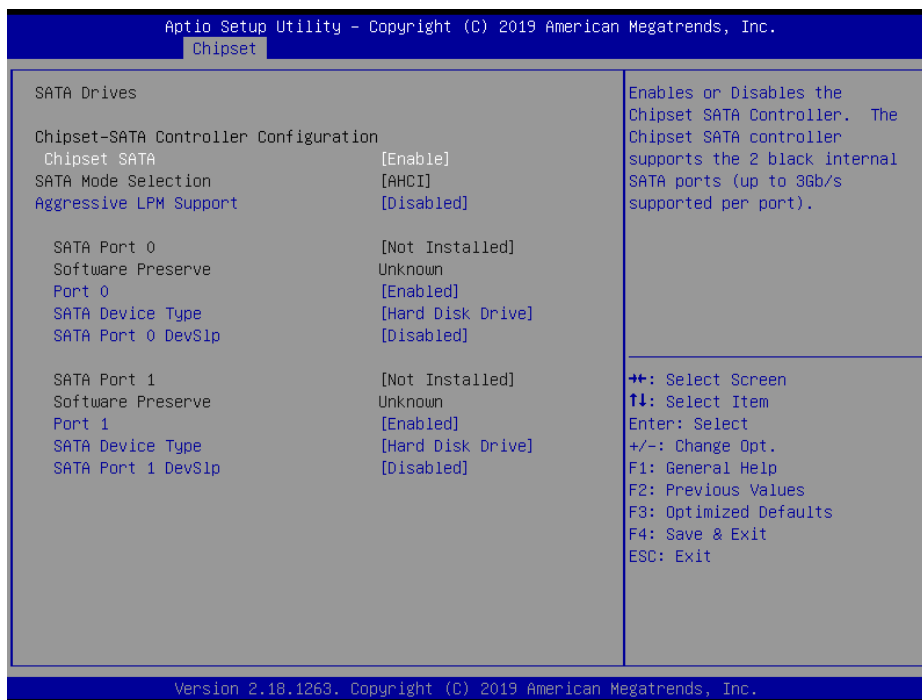 Aptio Setup Utility – Copyright (C) 2019 American Megatrends, Inc.
Chipset
SATA Drives
Chipset-SATA Controller Configuration
Chipset SATA [Enable]
SATA Mode Selection [AHCI]
Aggressive LPM Support [Disabled]
SATA Port 0 [Not Installed]
Software Preserve Unknown
Port 0 [Enabled]
SATA Device Type [Hard Disk Drive]
SATA Port 0 DevSlp [Disabled]
SATA Port 1 [Not Installed]
Software Preserve Unknown
Port 1 [Enabled]
SATA Device Type [Hard Disk Drive]
SATA Port 1 DevSlp [Disabled]
Enables or Disables the
Chipset SATA Controller. The
Chipset SATA controller
supports the 2 black internal
SATA ports (up to 3Gb/s
supported per port).
→←: Select Screen
↑↓: Select Item
Enter: Select
+/-: Change Opt.
F1: General Help
F2: Previous Values
F3: Optimized Defaults
F4: Save & Exit
ESC: Exit
Version 2.18.1263. Copyright (C) 2019 American Megatrends, Inc.